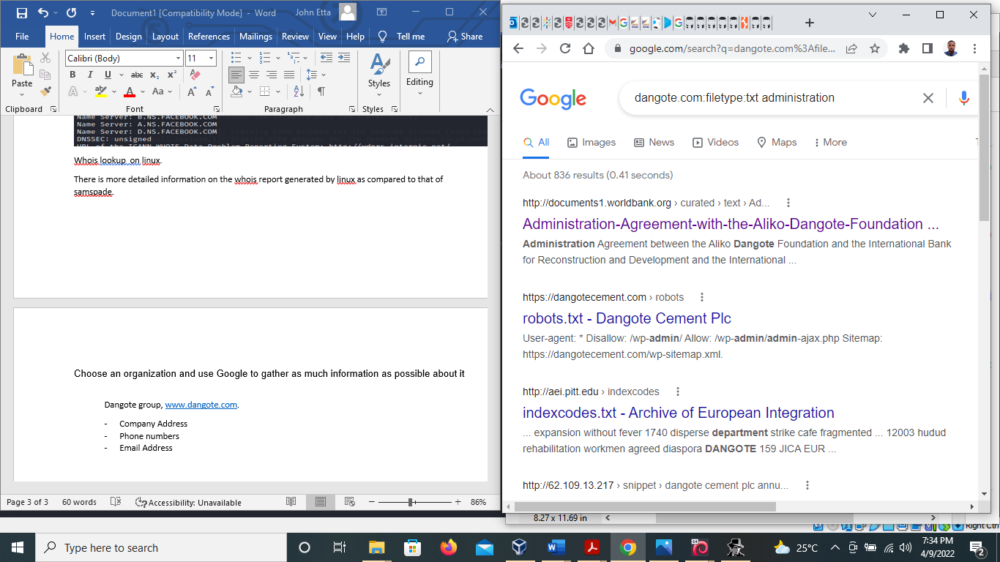 Document1 [Compatibility Mode] - Word
John Etta
File Home Insert Design Layout References Mailings Review View Help Tell me Share
Paste
Calibri (Body) 11
B I U abc x₂ x²
A ab A Aa A A
Styles
Editing
Clipboard Font Paragraph Styles
Name Server: B.NS.FACEBOOK.COM
Name Server: A.NS.FACEBOOK.COM
Name Server: D.NS.FACEBOOK.COM
DNSSEC: unsigned
URL of the ICANN WHOIS Data Problem Reporting System: http://wdprs.internic.net/
Whois lookup on linux.
There is more detailed information on the whois report generated by linux as compared to that of
samspade.
Choose an organization and use Google to gather as much information as possible about it
Dangote group, www.dangote.com.
- Company Address
- Phone numbers
- Email Address
Page 3 of 3 60 words Accessibility: Unavailable 86%
google.com/search?q=dangote.com%3Afile...
Google
dangote.com:filetype:txt administration
All Images News Videos Maps More
About 836 results (0.41 seconds)
http://documents1.worldbank.org › curated › text › Ad...
Administration-Agreement-with-the-Aliko-Dangote-Foundation ...
Administration Agreement between the Aliko Dangote Foundation and the International Bank
for Reconstruction and Development and the International ...
https://dangotecement.com › robots
robots.txt - Dangote Cement Plc
User-agent: * Disallow: /wp-admin/ Allow: /wp-admin/admin-ajax.php Sitemap:
https://dangotecement.com/wp-sitemap.xml.
http://aei.pitt.edu › indexcodes
indexcodes.txt - Archive of European Integration
... expansion without fever 1740 disperse department strike cafe fragmented ... 12003 hudud
rehabilitation workmen agreed diaspora DANGOTE 159 JICA EUR ...
http://62.109.13.217 › snippet › dangote cement plc annu...
8.27 x 11.69 in
Right Ctrl
Type here to search
25°C
7:34 PM
4/9/2022
2